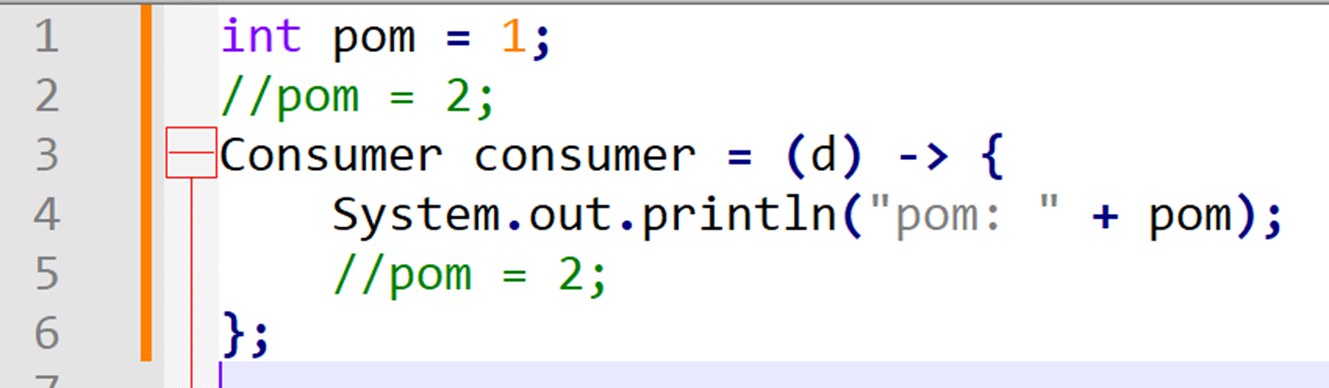 1 int pom = 1;
2 //pom = 2;
3 Consumer consumer = (d) -> {
4     System.out.println("pom: " + pom);
5     //pom = 2;
6 };
7